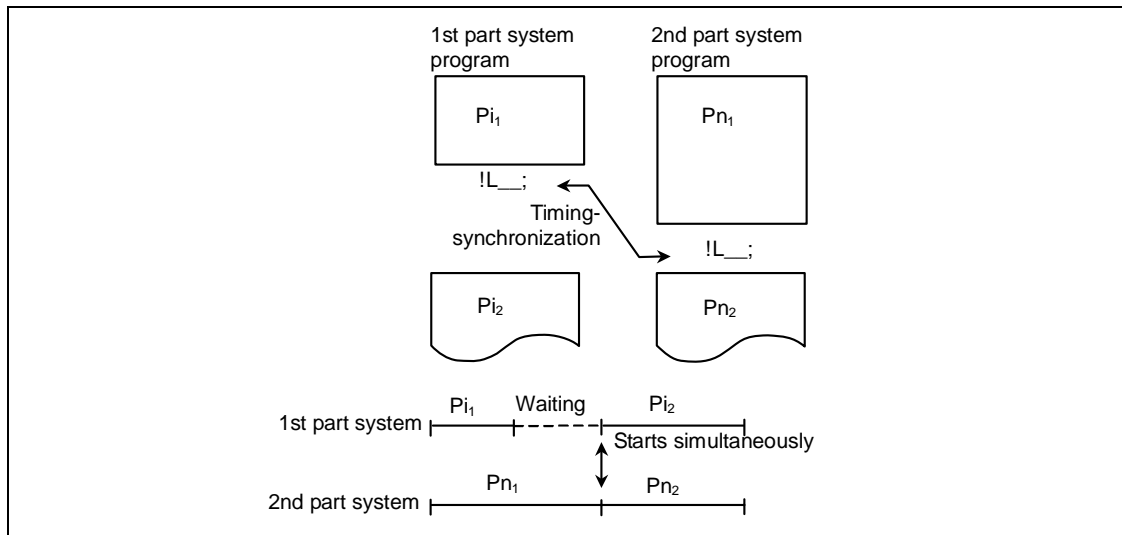 1st part system
program
2nd part system
program
Pi₁
Pn₁
!L__;
Timing-
synchronization
!L__;
Pi₂
Pn₂
Pi₁
Waiting
Pi₂
1st part system
Starts simultaneously
Pn₁
Pn₂
2nd part system